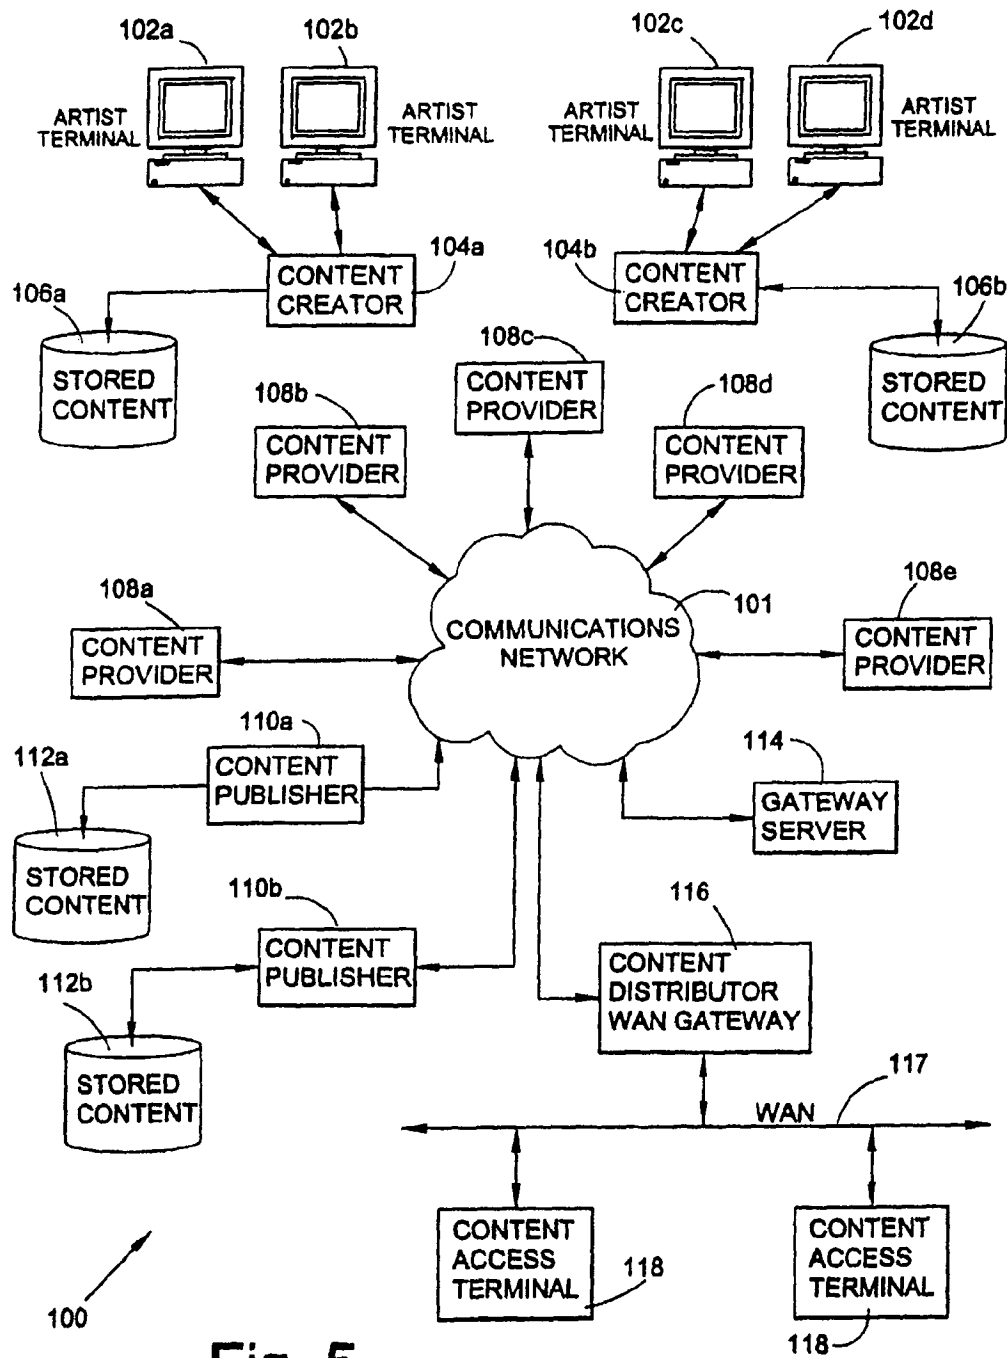 102a
102b
102c
102d
ARTIST
TERMINAL
ARTIST
TERMINAL
ARTIST
TERMINAL
ARTIST
TERMINAL
104a
CONTENT
CREATOR
104b
CONTENT
CREATOR
106a
STORED
CONTENT
106b
STORED
CONTENT
108c
CONTENT
PROVIDER
108b
CONTENT
PROVIDER
108d
CONTENT
PROVIDER
108a
CONTENT
PROVIDER
101
COMMUNICATIONS
NETWORK
108e
CONTENT
PROVIDER
110a
CONTENT
PUBLISHER
112a
STORED
CONTENT
114
GATEWAY
SERVER
110b
CONTENT
PUBLISHER
112b
STORED
CONTENT
116
CONTENT
DISTRIBUTOR
WAN GATEWAY
117
WAN
CONTENT
ACCESS
TERMINAL
118
CONTENT
ACCESS
TERMINAL
118
100
Fig. 5